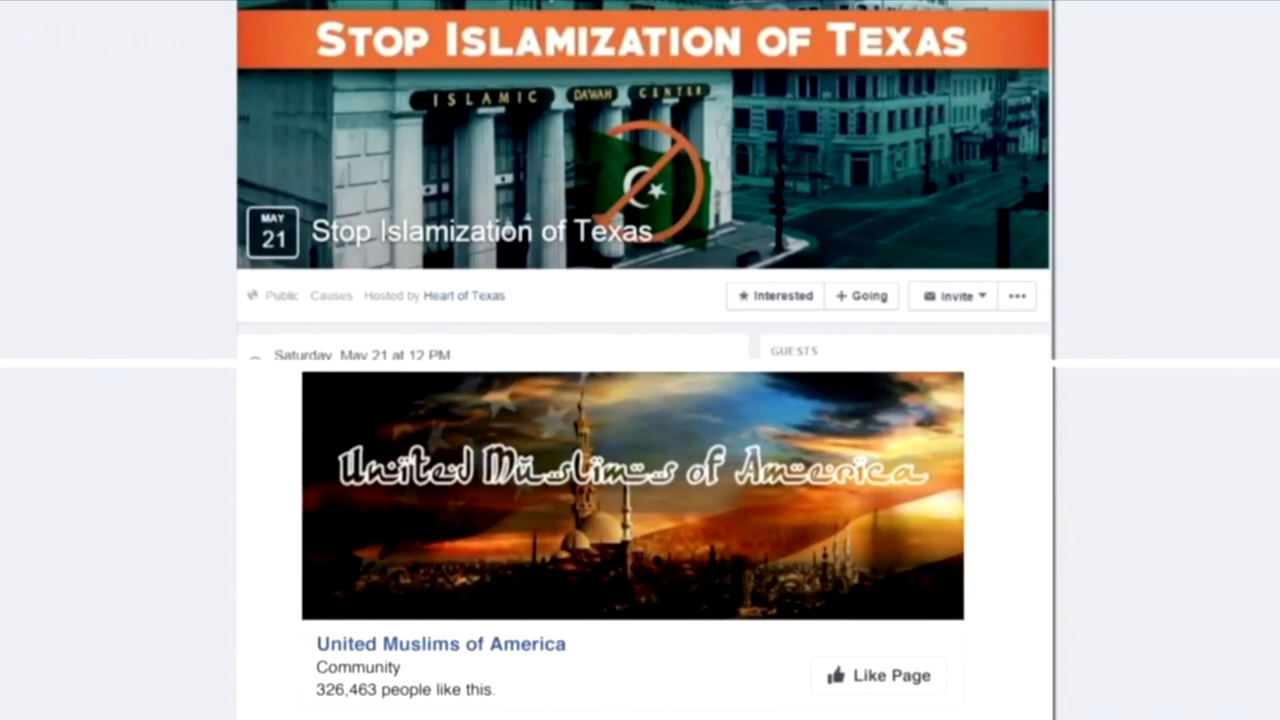 STOP ISLAMIZATION OF TEXAS
ISLAMIC DAWAH CENTER
MAY
21
Stop Islamization of Texas
Public Causes Hosted by Heart of Texas
Interested
Going
Invite
Saturday, May 21 at 12 PM
GUESTS
United Muslims of America
United Muslims of America
Community
326,463 people like this.
Like Page